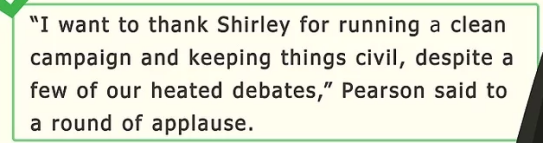 “I want to thank Shirley for running a clean
campaign and keeping things civil, despite a
few of our heated debates,” Pearson said to
a round of applause.